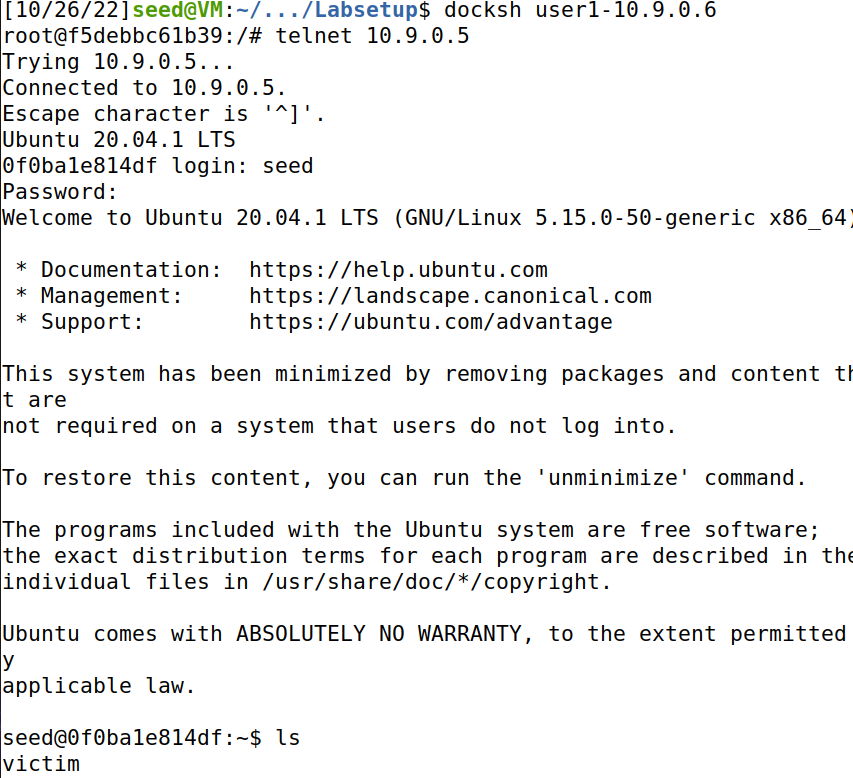 [10/26/22]seed@VM:~/.../Labsetup$ docksh user1-10.9.0.6
root@f5debbc61b39:/# telnet 10.9.0.5
Trying 10.9.0.5...
Connected to 10.9.0.5.
Escape character is '^]'.
Ubuntu 20.04.1 LTS
0f0ba1e814df login: seed
Password:
Welcome to Ubuntu 20.04.1 LTS (GNU/Linux 5.15.0-50-generic x86_64)

 * Documentation:  https://help.ubuntu.com
 * Management:     https://landscape.canonical.com
 * Support:        https://ubuntu.com/advantage

This system has been minimized by removing packages and content th
t are
not required on a system that users do not log into.

To restore this content, you can run the 'unminimize' command.

The programs included with the Ubuntu system are free software;
the exact distribution terms for each program are described in the
individual files in /usr/share/doc/*/copyright.

Ubuntu comes with ABSOLUTELY NO WARRANTY, to the extent permitted
y
applicable law.

seed@0f0ba1e814df:~$ ls
victim